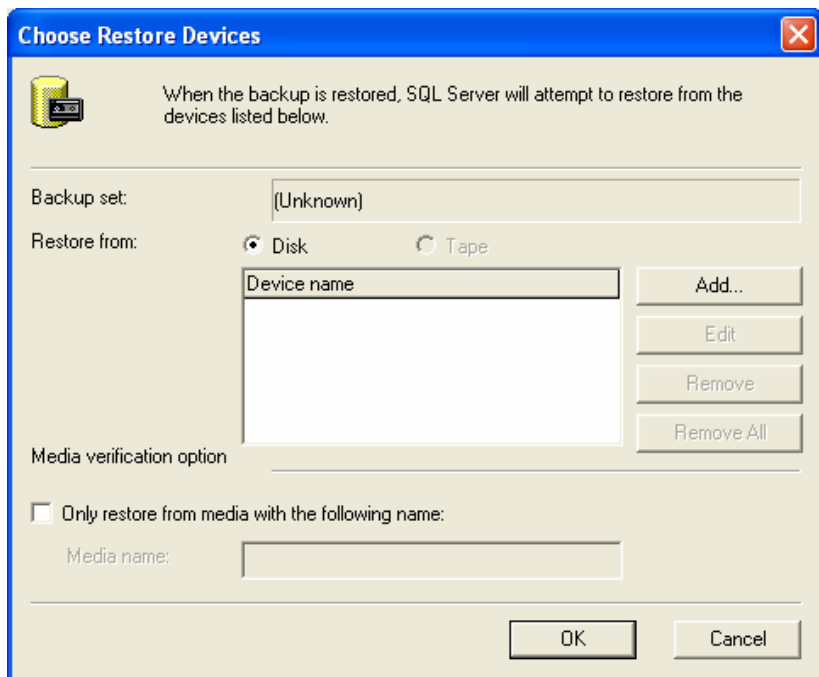 Choose Restore Devices
When the backup is restored, SQL Server will attempt to restore from the
devices listed below.
Backup set:
(Unknown)
Restore from:
Disk
Tape
Device name
Add...
Edit
Remove
Remove All
Media verification option
Only restore from media with the following name:
Media name:
OK
Cancel